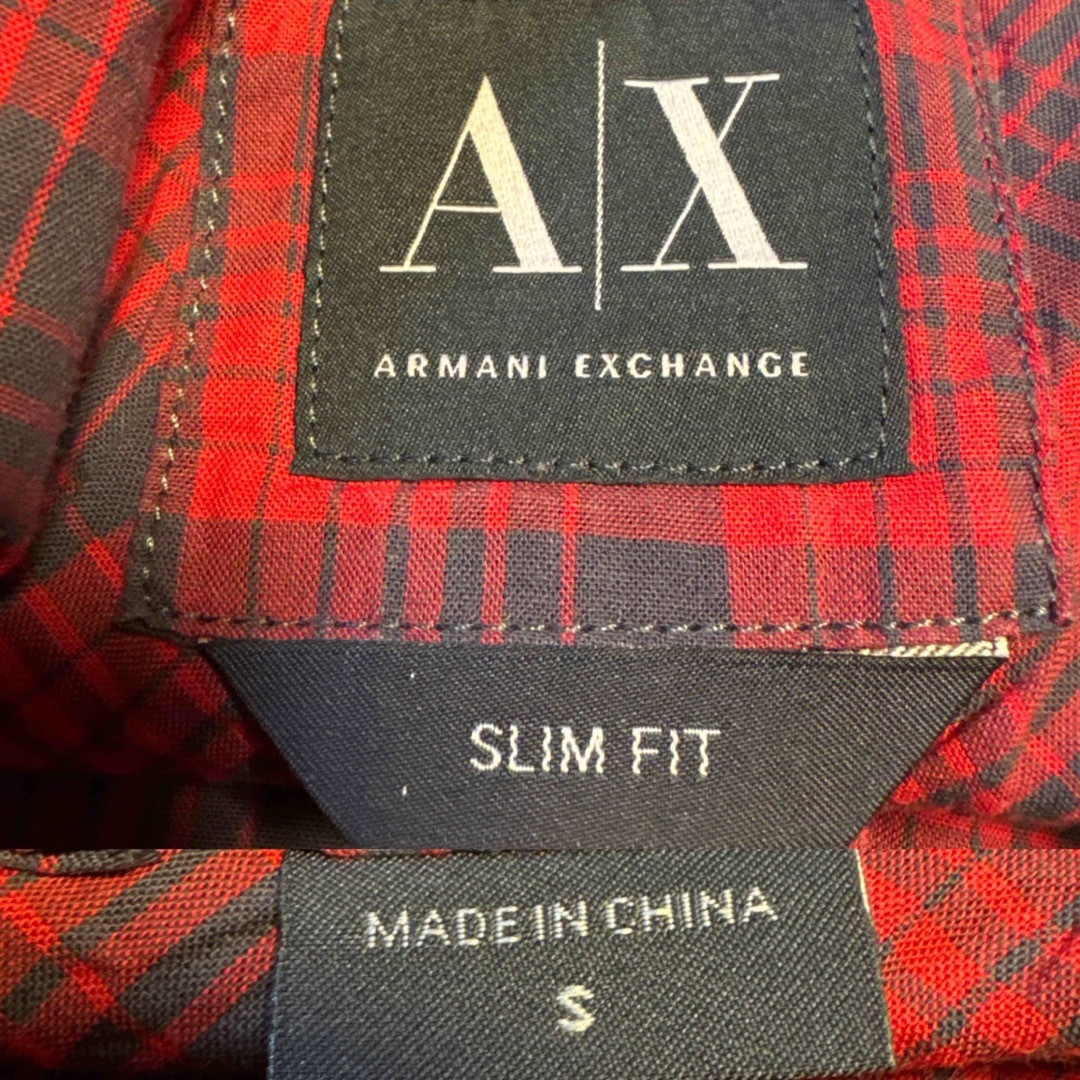 A|X
ARMANI EXCHANGE
SLIM FIT
MADE IN CHINA
S